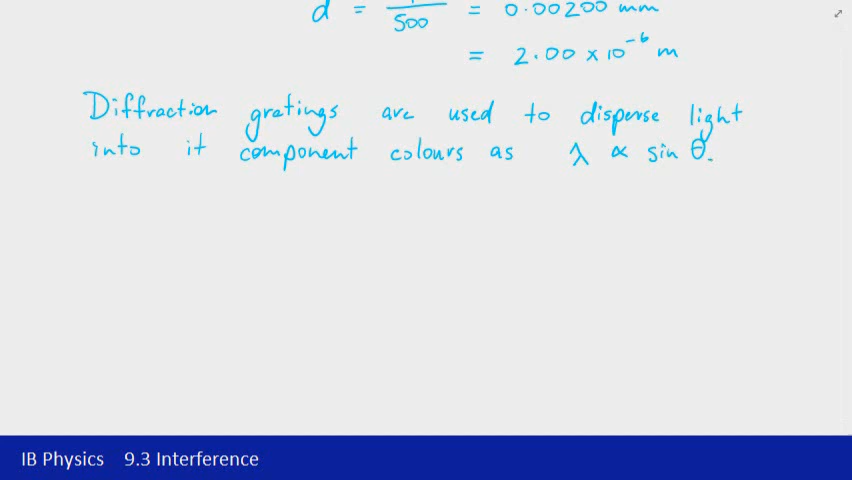 d = 1/500 = 0.00200 mm
= 2.00 × 10⁻⁶ m
Diffraction gratings are used to disperse light
into it component colours as λ ∝ sin θ.
IB Physics 9.3 Interference